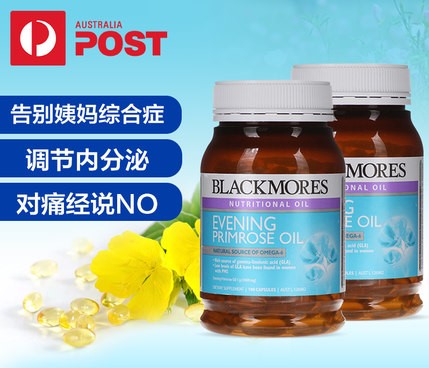 AUSTRALIA
POST
告别姨妈综合症
调节内分泌
对痛经说NO
BLACKMORES
NUTRITIONAL OIL
EVENING
PRIMROSE OIL
NATURAL SOURCE OF OMEGA-6
BLACKMORES
NUTRITIONAL OIL